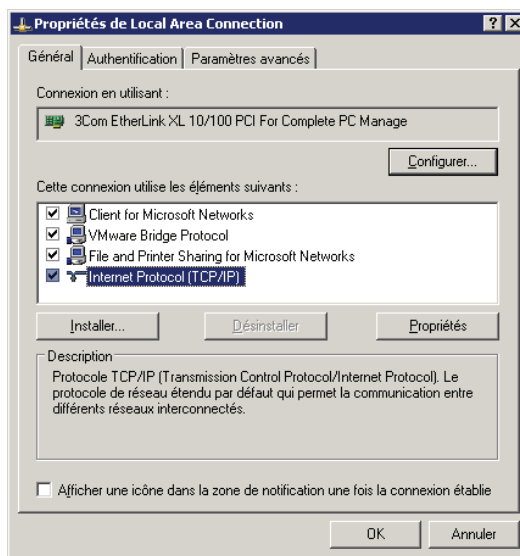 Propriétés de Local Area Connection
Général Authentification Paramètres avancés
Connexion en utilisant :
3Com EtherLink XL 10/100 PCI For Complete PC Manage
Configurer...
Cette connexion utilise les éléments suivants :
Client for Microsoft Networks
VMware Bridge Protocol
File and Printer Sharing for Microsoft Networks
Internet Protocol (TCP/IP)
Installer... Désinstaller Propriétés
Description
Protocole TCP/IP (Transmission Control Protocol/Internet Protocol). Le
protocole de réseau étendu par défaut qui permet la communication entre
différents réseaux interconnectés.
Afficher une icône dans la zone de notification une fois la connexion établie
OK Annuler